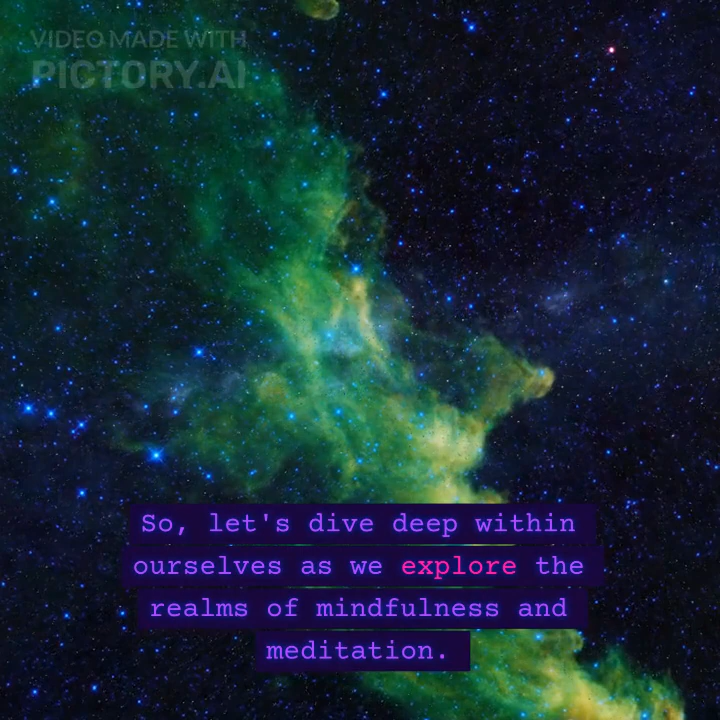 VIDEO MADE WITH
PICTORY.AI
So, let's dive deep within
ourselves as we explore the
realms of mindfulness and
meditation.